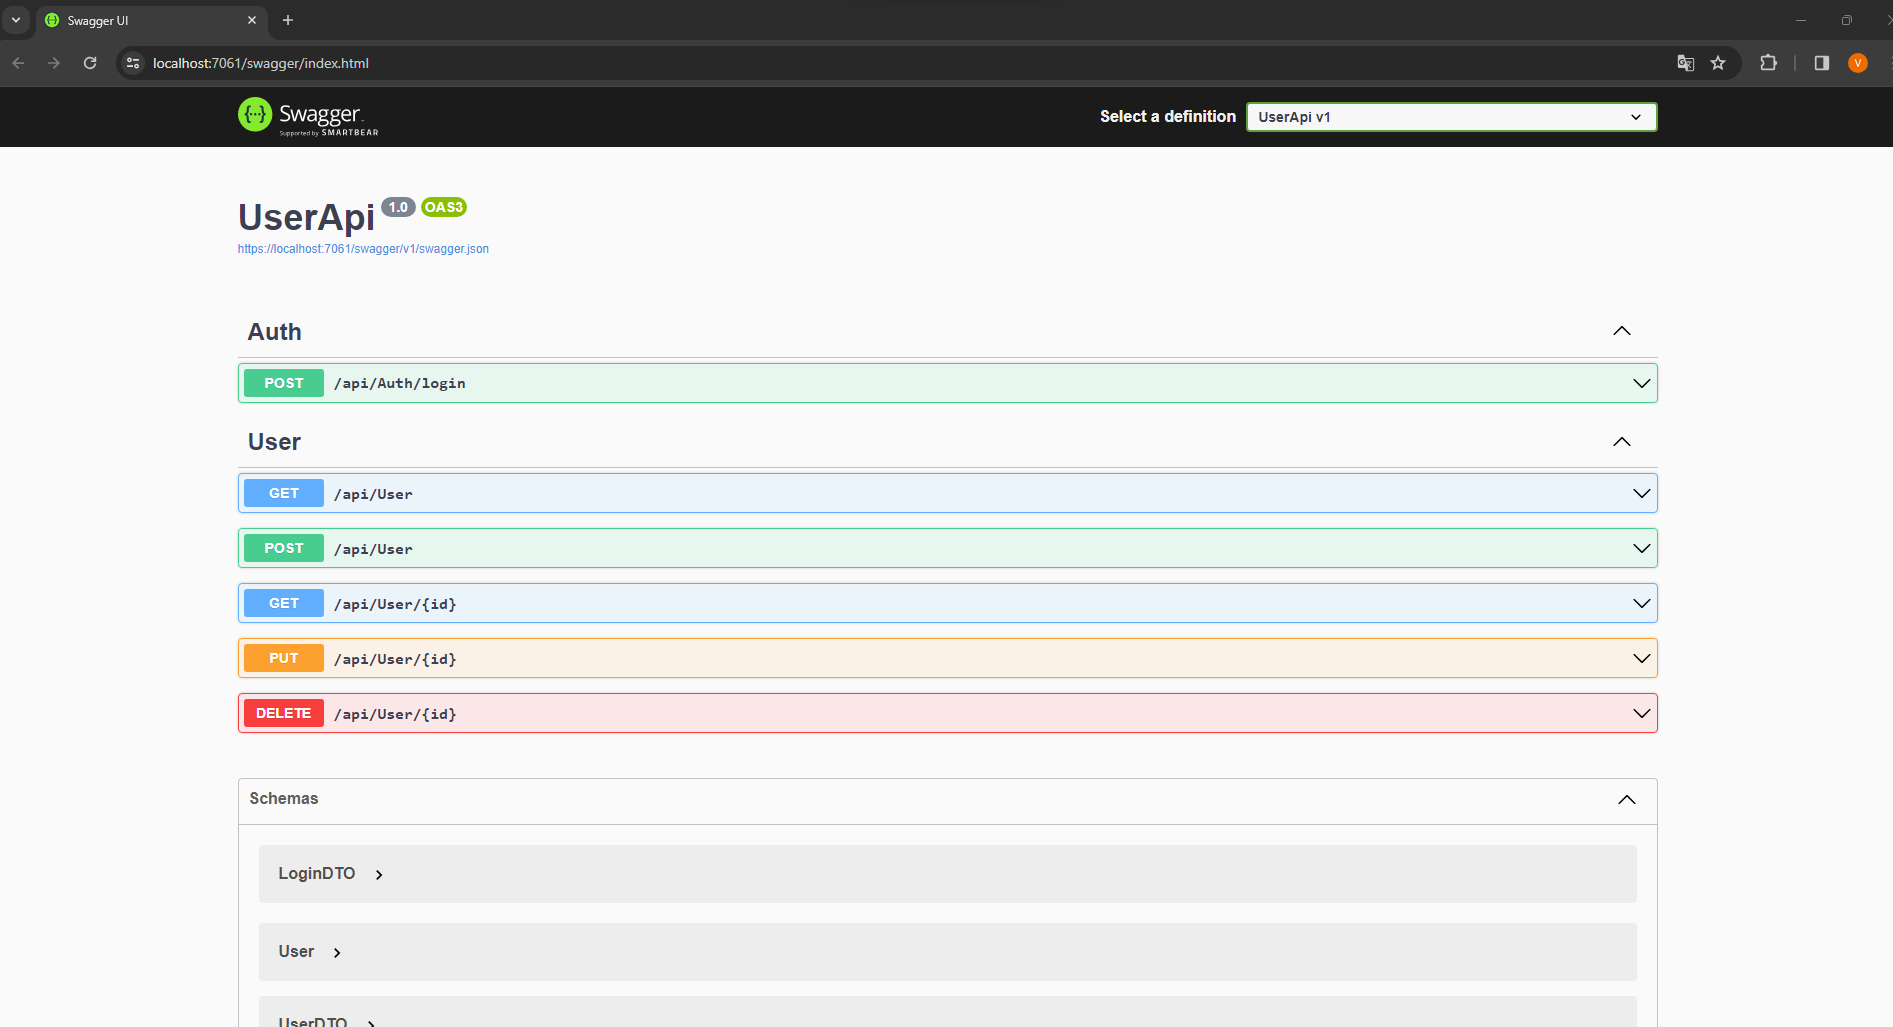 Swagger UI
localhost:7061/swagger/index.html
V
{···} Swagger
Supported by SMARTBEAR
Select a definition
UserApi v1
UserApi 1.0 OAS3
https://localhost:7061/swagger/v1/swagger.json
Auth
POST /api/Auth/login
User
GET /api/User
POST /api/User
GET /api/User/{id}
PUT /api/User/{id}
DELETE /api/User/{id}
Schemas
LoginDTO
User
UserDTO